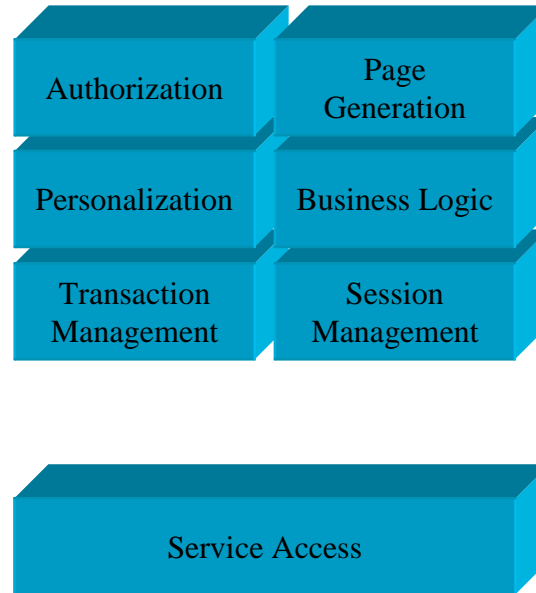 Authorization
Page
Generation
Personalization
Business Logic
Transaction
Management
Session
Management
Service Access